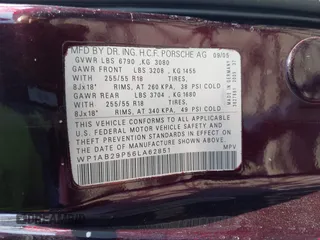 MFD BY DR. ING. H.C.F. PORSCHE AG 09/05
GVWR LBS 6790 , KG 3080
GAWR FRONT LBS 3208 , KG 1455
WITH 255/55 R18 TIRES,
8Jx18" RIMS, AT 260 KPA, 38 PSI COLD
GAWR REAR LBS 3704 , KG 1680
WITH 255/55 R18 TIRES,
8Jx18" RIMS, AT 340 KPA, 49 PSI COLD
THIS VEHICLE CONFORMS TO ALL APPLICABLE
U.S. FEDERAL MOTOR VEHICLE SAFETY AND
THEFT PREVENTION STANDARDS IN EFFECT ON
THE DATE OF MANUFACTURE SHOWN ABOVE.
WP1AB29P56LA62851 MPV